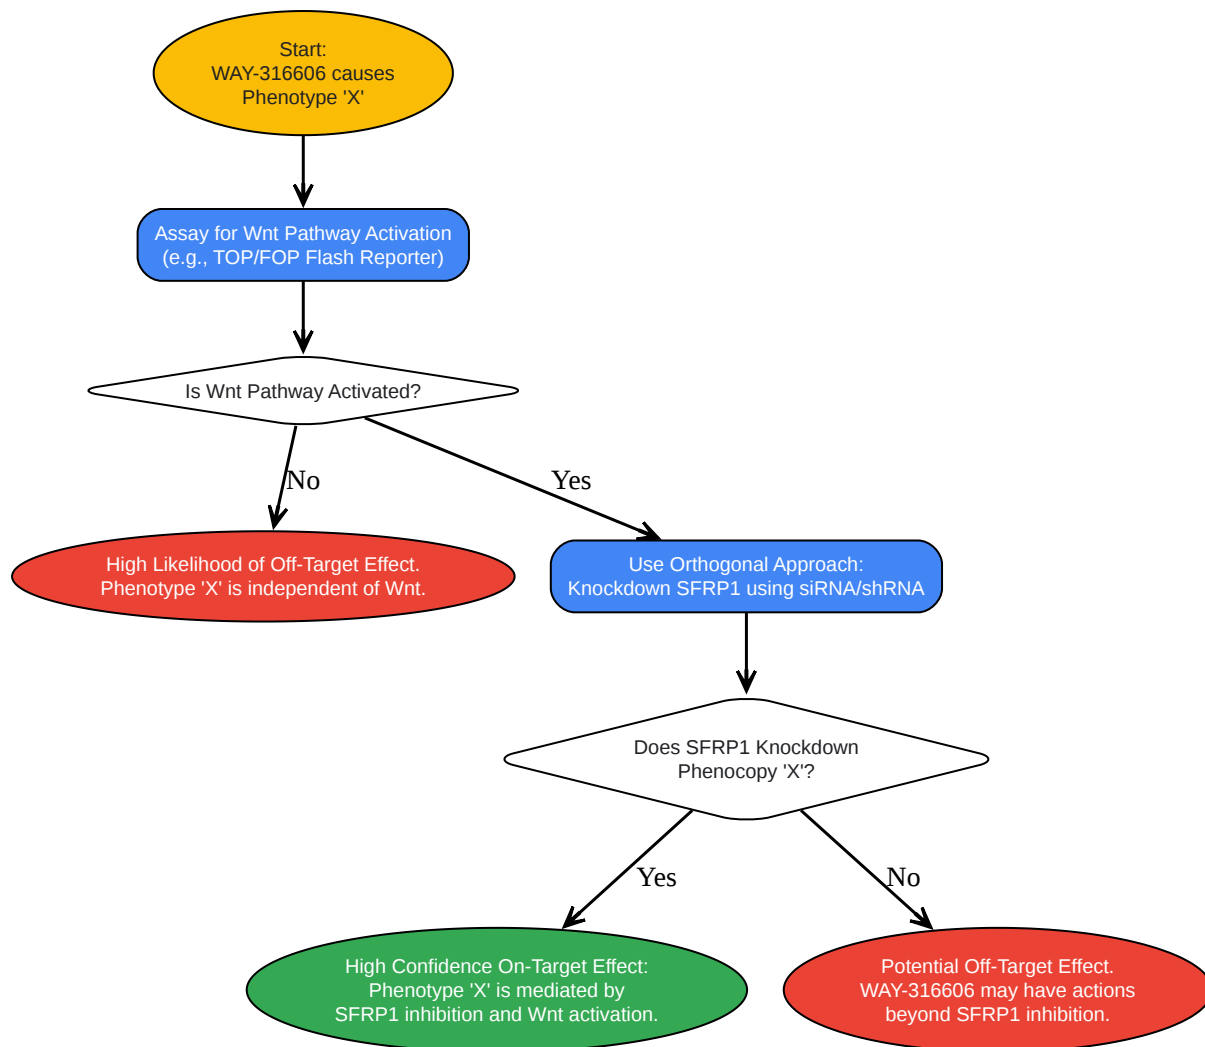 Start:
WAY-316606 causes
Phenotype 'X'
Assay for Wnt Pathway Activation
(e.g., TOP/FOP Flash Reporter)
Is Wnt Pathway Activated?
No
Yes
High Likelihood of Off-Target Effect.
Phenotype 'X' is independent of Wnt.
Use Orthogonal Approach:
Knockdown SFRP1 using siRNA/shRNA
Does SFRP1 Knockdown
Phenocopy 'X'?
Yes
No
High Confidence On-Target Effect:
Phenotype 'X' is mediated by
SFRP1 inhibition and Wnt activation.
Potential Off-Target Effect.
WAY-316606 may have actions
beyond SFRP1 inhibition.